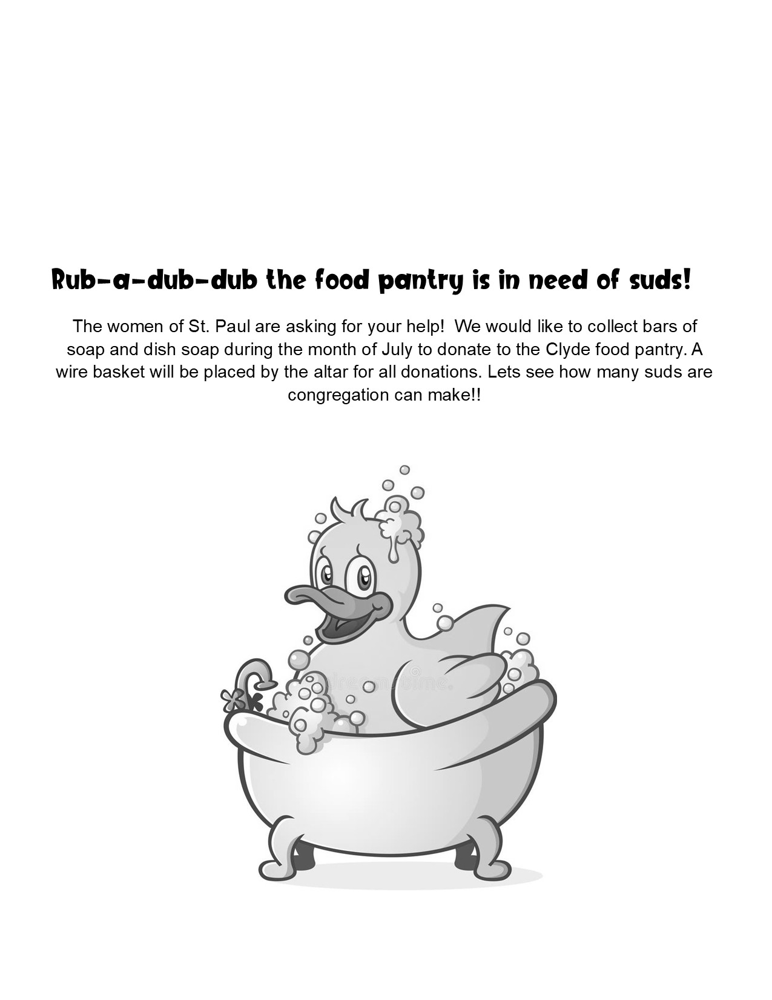 Rub-a-dub-dub the food pantry is in need of suds!
The women of St. Paul are asking for your help!  We would like to collect bars of
soap and dish soap during the month of July to donate to the Clyde food pantry. A
wire basket will be placed by the altar for all donations. Lets see how many suds are
congregation can make!!
dreamstime.